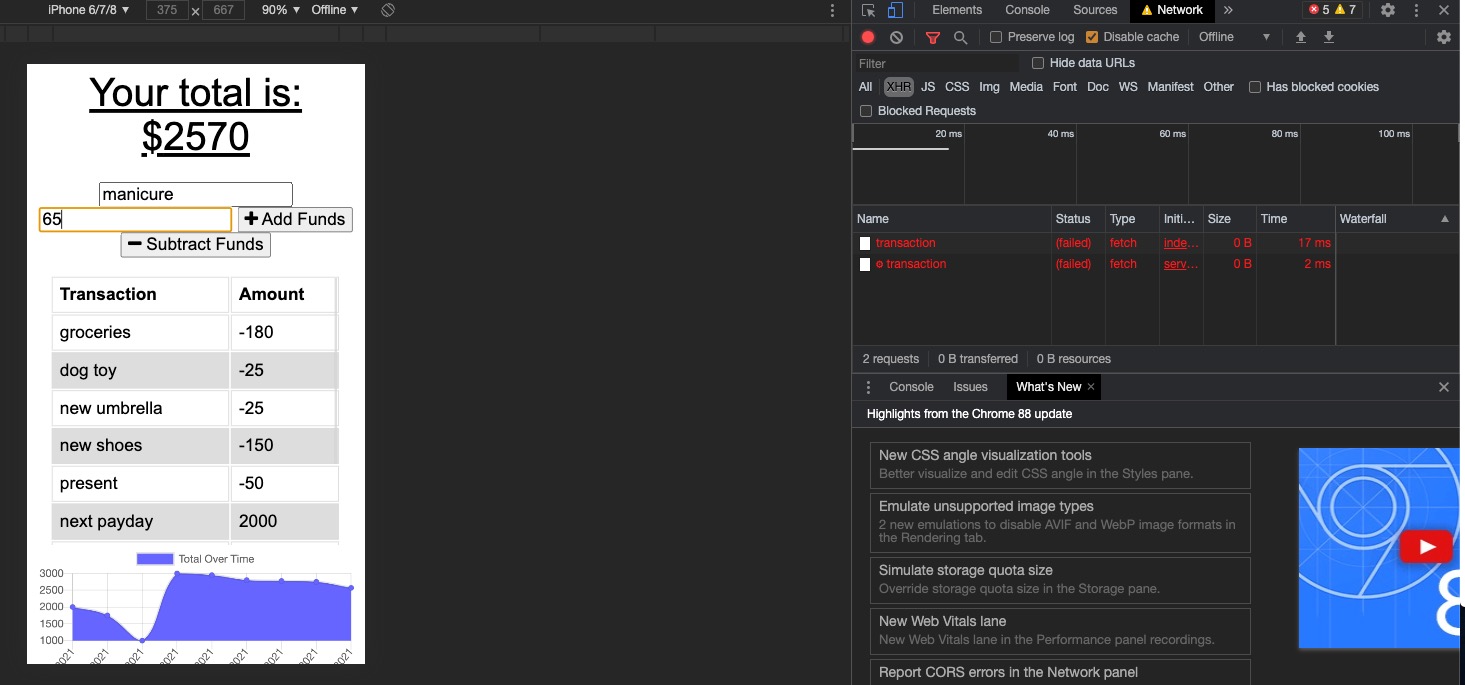 iPhone 6/7/8 ▼ 375 x 667 90% ▼ Offline ▼
Your total is:
$2570
manicure
65 Add Funds
Subtract Funds
Transaction Amount
groceries -180
dog toy -25
new umbrella -25
new shoes -150
present -50
next payday 2000
Total Over Time
3000
2500
2000
1500
1000
2021 2021 2021 2021 2021 2021 2021 2021 2021
Elements Console Sources Network » 5 7
Preserve log Disable cache Offline ▼
Filter Hide data URLs
All XHR JS CSS Img Media Font Doc WS Manifest Other Has blocked cookies
Blocked Requests
20 ms 40 ms 60 ms 80 ms 100 ms
Name Status Type Initi… Size Time Waterfall ▲
transaction (failed) fetch inde… 0 B 17 ms
transaction (failed) fetch serv… 0 B 2 ms
2 requests 0 B transferred 0 B resources
Console Issues What's New ×
Highlights from the Chrome 88 update
New CSS angle visualization tools
Better visualize and edit CSS angle in the Styles pane.
Emulate unsupported image types
2 new emulations to disable AVIF and WebP image formats in
the Rendering tab.
Simulate storage quota size
Override storage quota size in the Storage pane.
New Web Vitals lane
New Web Vitals lane in the Performance panel recordings.
Report CORS errors in the Network panel
8